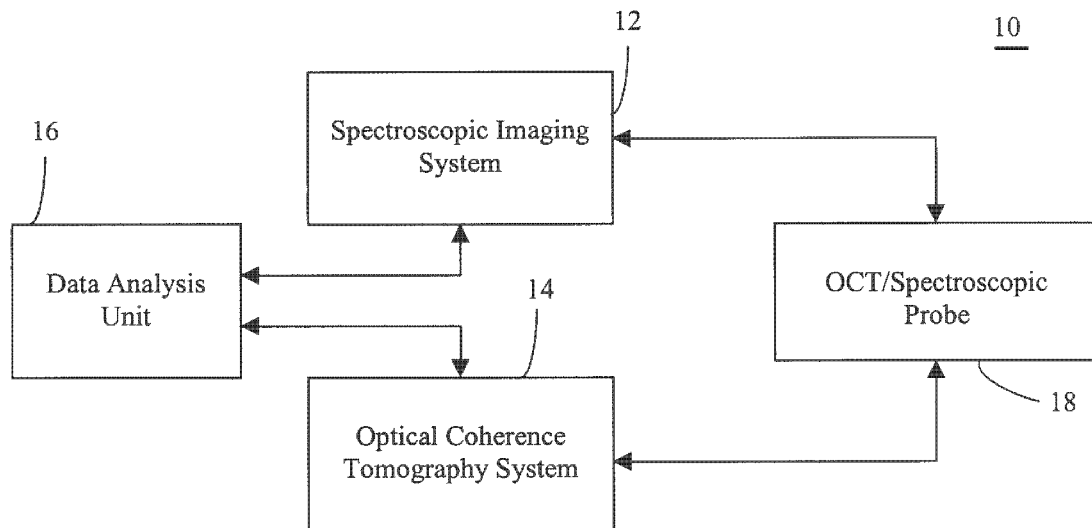 10
12
Spectroscopic Imaging
System
16
Data Analysis
Unit
14
OCT/Spectroscopic
Probe
18
Optical Coherence
Tomography System